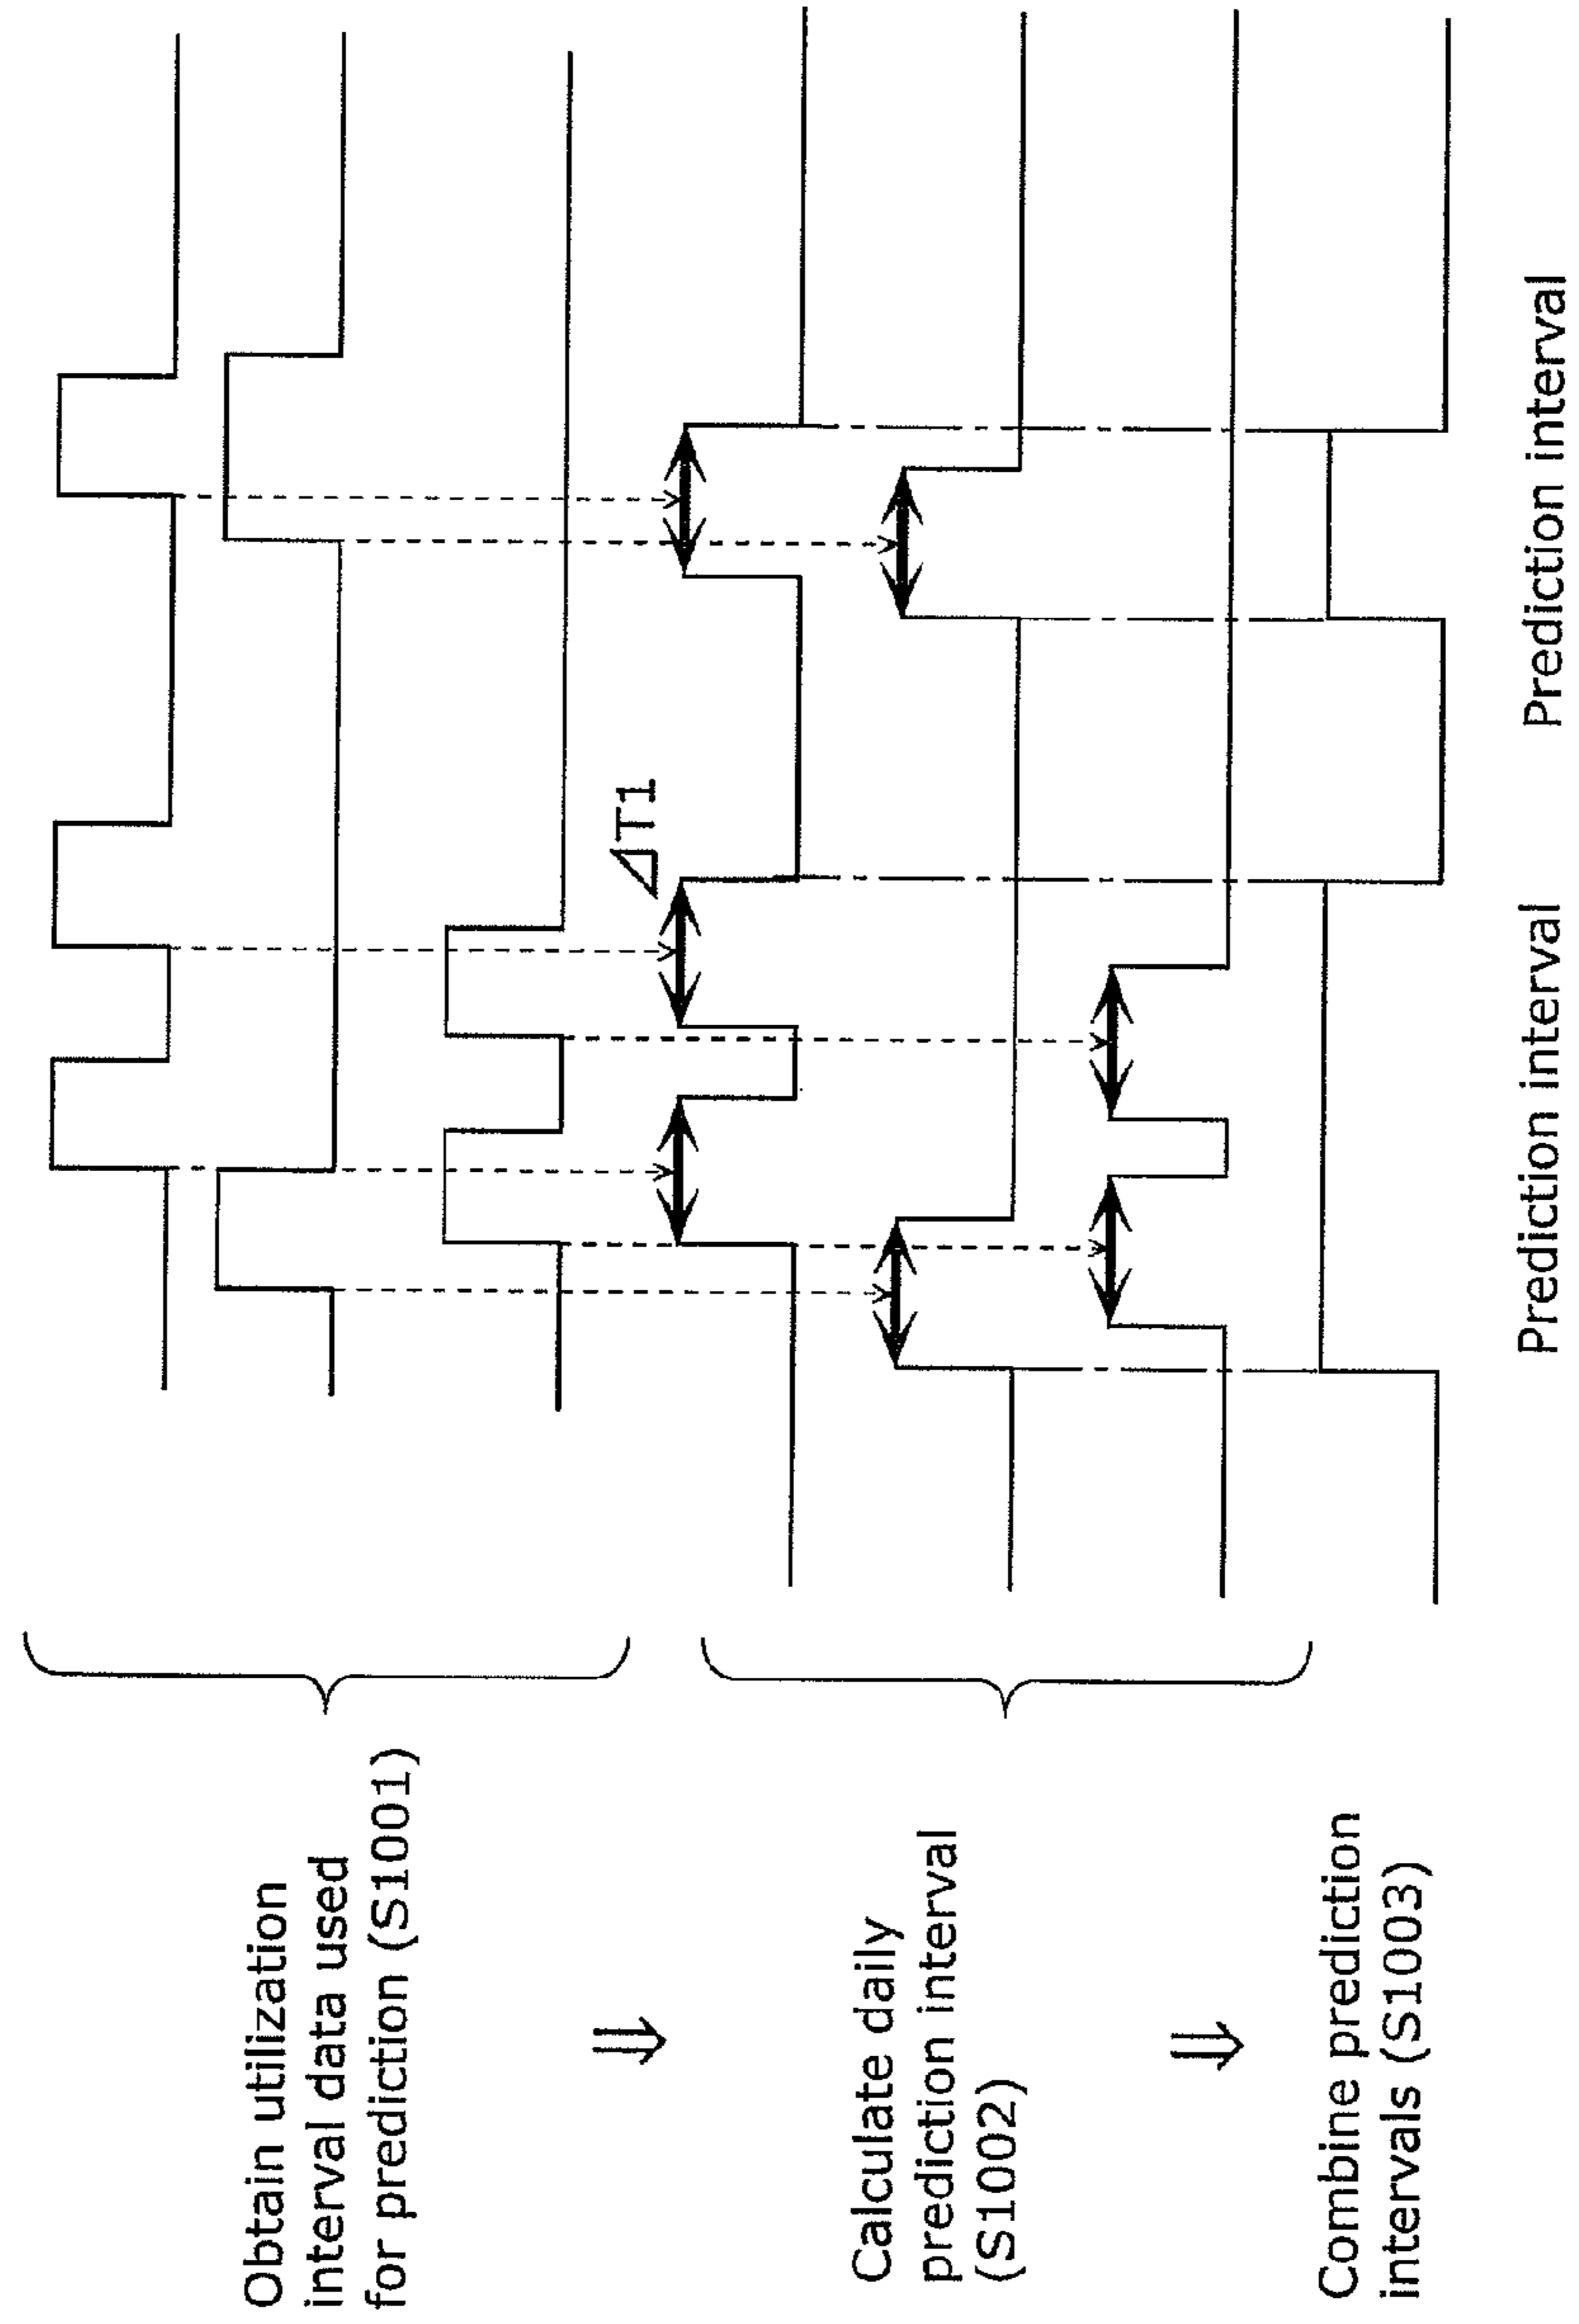 Obtain utilization
interval data used
for prediction (S1001)
⇓
Calculate daily
prediction interval
(S1002)
⇓
Combine prediction
intervals (S1003)
⊿T1
Prediction interval
Prediction interval